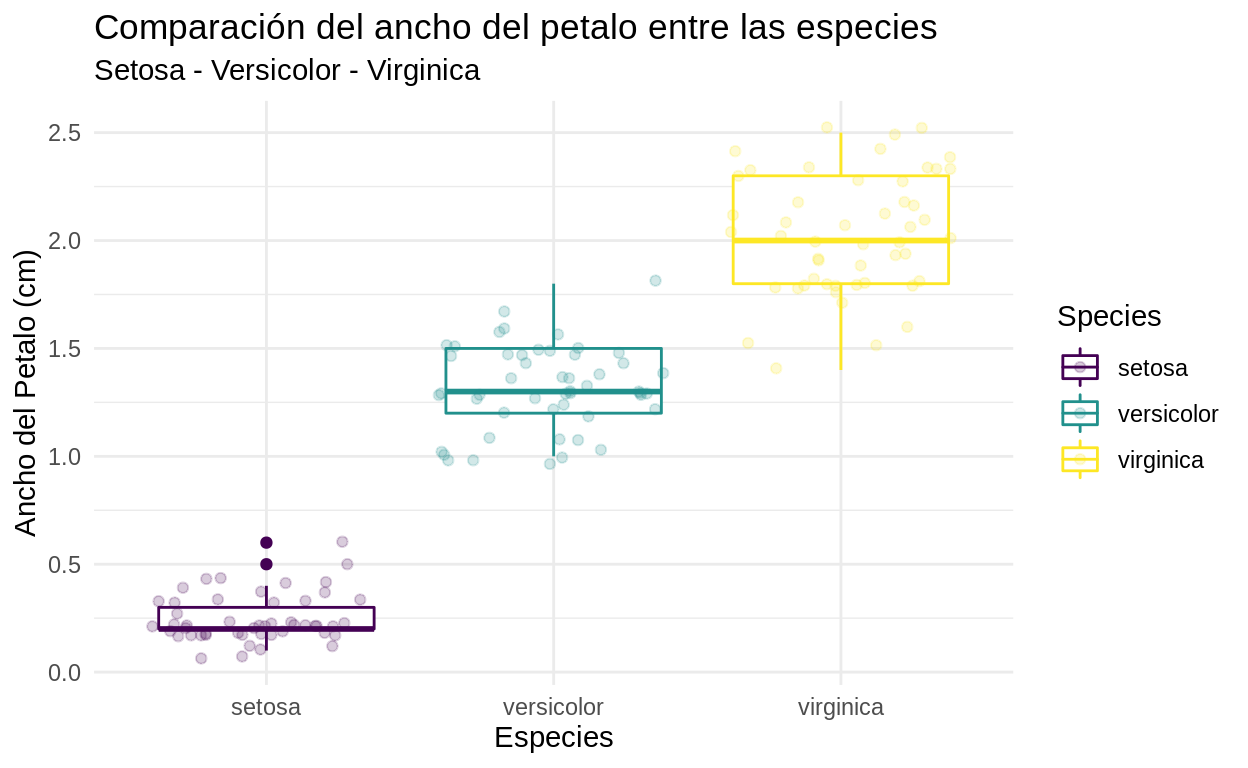 Comparación del ancho del petalo entre las especies
Setosa - Versicolor - Virginica
Ancho del Petalo (cm)
2.5
2.0
1.5
1.0
0.5
0.0
setosa
versicolor
virginica
Especies
Species
setosa
versicolor
virginica